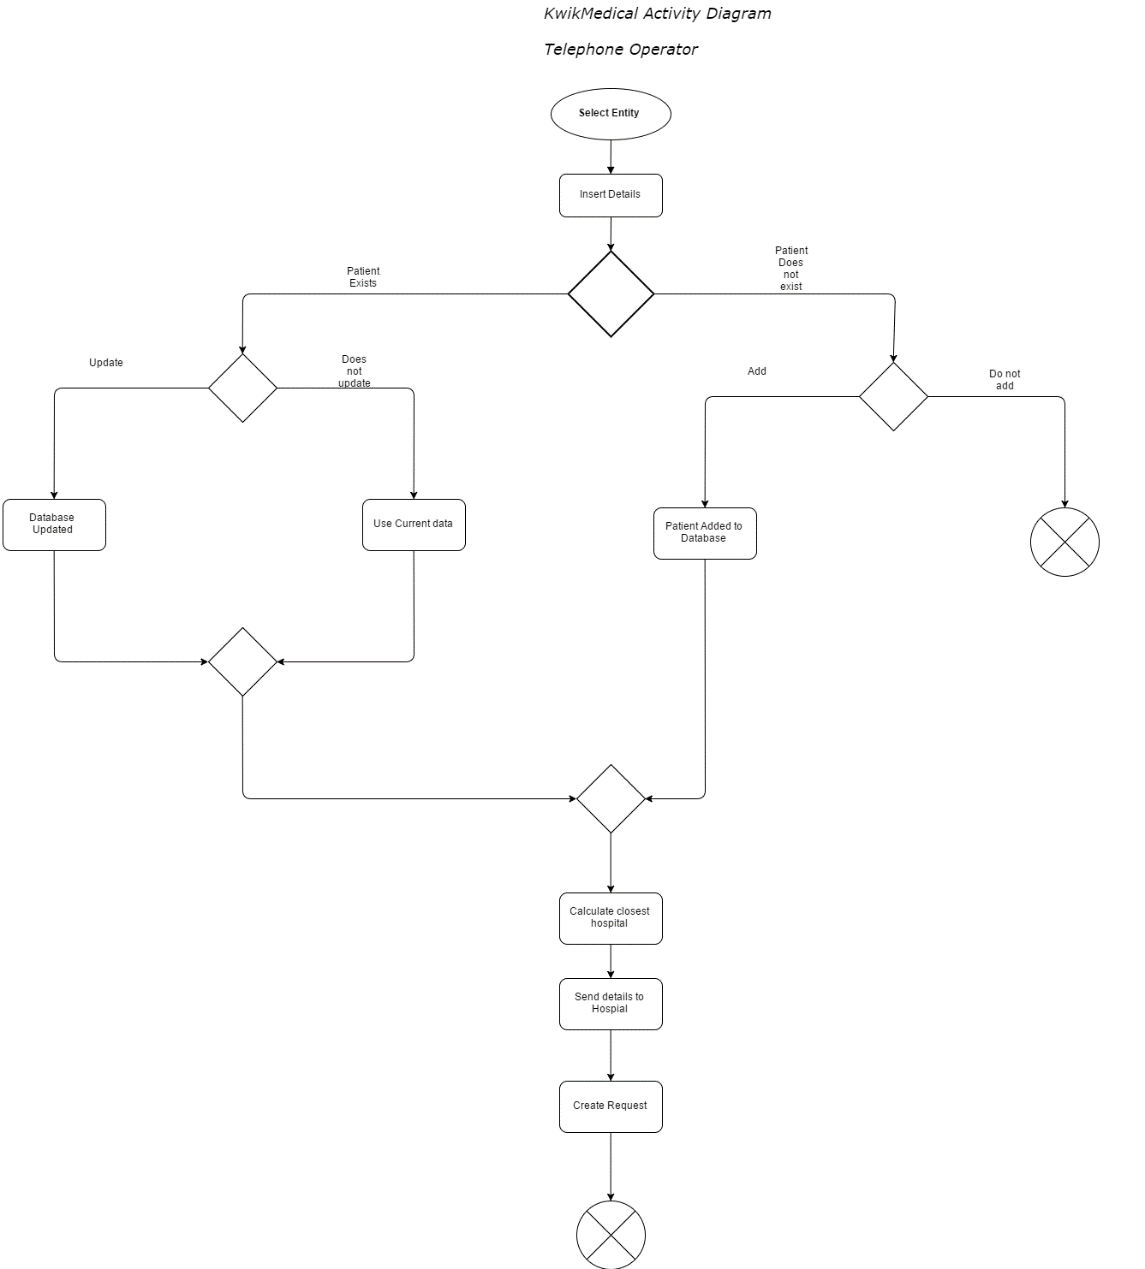 KwikMedical Activity Diagram
Telephone Operator
Select Entity
Insert Details
Patient
Exists
Patient
Does
not
exist
Update
Does
not
update
Add
Do not
add
Database
Updated
Use Current data
Patient Added to
Database
Calculate closest
hospital
Send details to
Hospial
Create Request